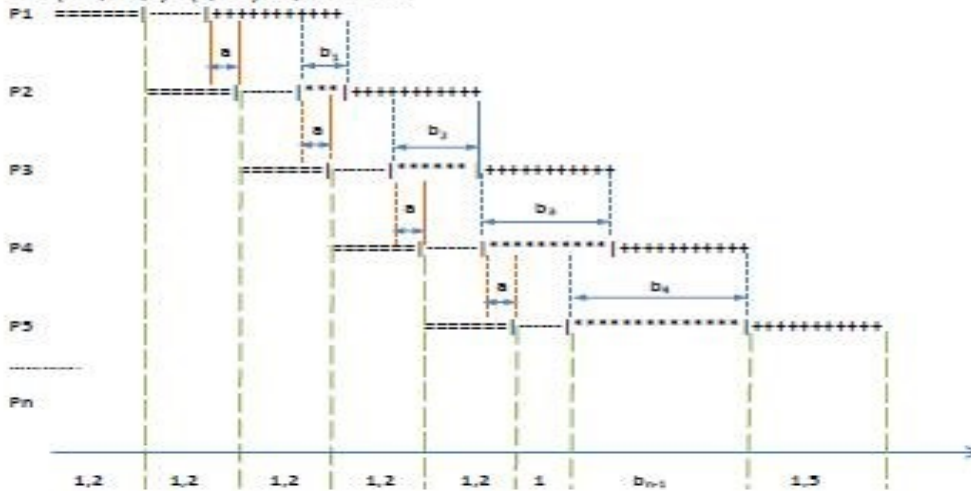 P1 =======|-------|+++++++++++
a b₁
P2 =======|-------|****|+++++++++++
a b₂
P3 =======|-------|*******|+++++++++++
a b₃
P4 =======|-------|***********|+++++++++++
a b₄
P5 =======|------|***************|+++++++++++
---------
Pn
1,2 1,2 1,2 1,2 1,2 1 bₙ₋₁ 1,5